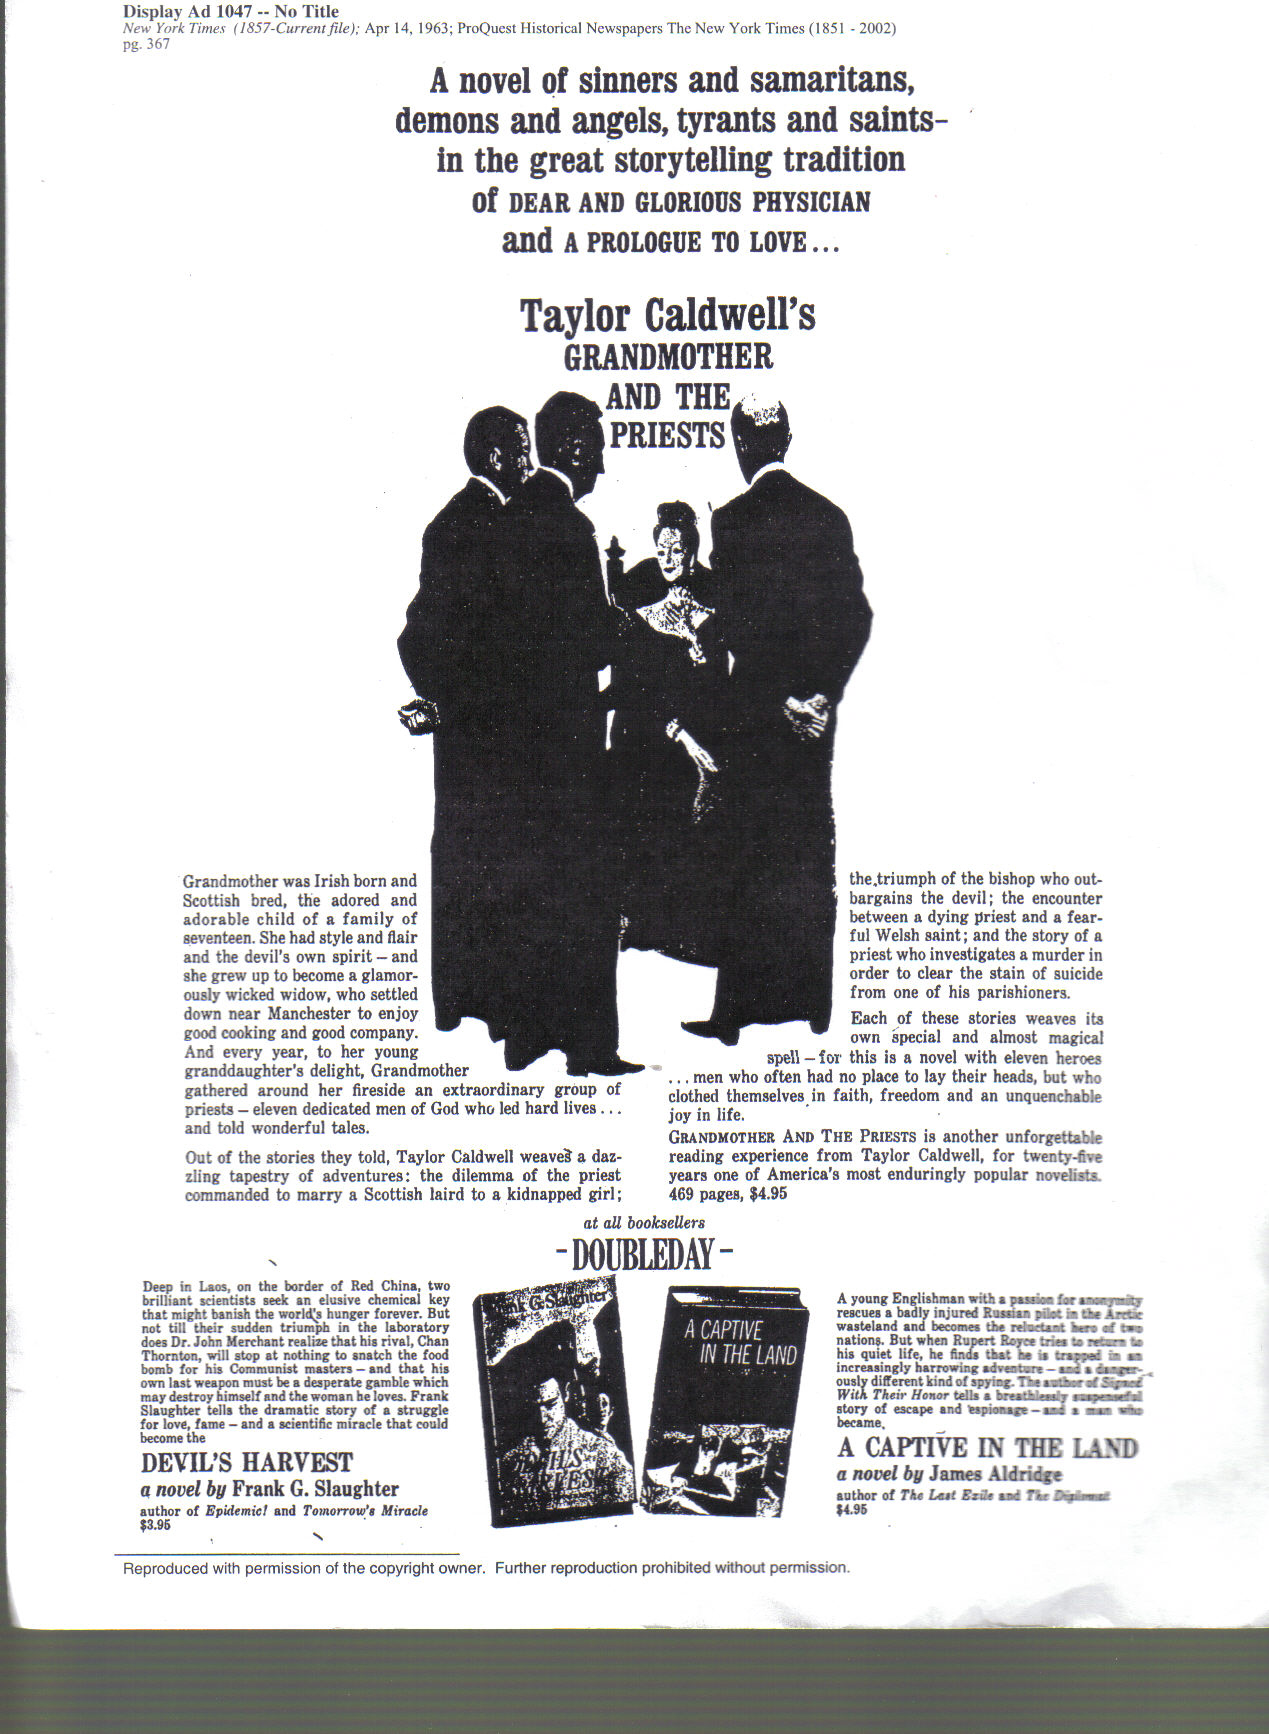 Display Ad 1047 -- No Title
New York Times (1857-Current file); Apr 14, 1963; ProQuest Historical Newspapers The New York Times (1851 - 2002)
pg. 367
A novel of sinners and samaritans,
demons and angels, tyrants and saints–
in the great storytelling tradition
of DEAR AND GLORIOUS PHYSICIAN
and A PROLOGUE TO LOVE...
Taylor Caldwell's
GRANDMOTHER
AND THE
PRIESTS
Grandmother was Irish born and
Scottish bred, the adored and
adorable child of a family of
seventeen. She had style and flair
and the devil's own spirit – and
she grew up to become a glamor-
ously wicked widow, who settled
down near Manchester to enjoy
good cooking and good company.
And every year, to her young
granddaughter's delight, Grandmother
gathered around her fireside an extraordinary group of
priests – eleven dedicated men of God who led hard lives...
and told wonderful tales.
Out of the stories they told, Taylor Caldwell weaves a daz-
zling tapestry of adventures: the dilemma of the priest
commanded to marry a Scottish laird to a kidnapped girl;
the triumph of the bishop who out-
bargains the devil; the encounter
between a dying priest and a fear-
ful Welsh saint; and the story of a
priest who investigates a murder in
order to clear the stain of suicide
from one of his parishioners.
Each of these stories weaves its
own special and almost magical
spell – for this is a novel with eleven heroes
...men who often had no place to lay their heads, but who
clothed themselves in faith, freedom and an unquenchable
joy in life.
GRANDMOTHER AND THE PRIESTS is another unforgettable
reading experience from Taylor Caldwell, for twenty-five
years one of America's most enduringly popular novelists.
469 pages, $4.95
at all booksellers
- DOUBLEDAY -
Deep in Laos, on the border of Red China, two
brilliant scientists seek an elusive chemical key
that might banish the world's hunger forever. But
not till their sudden triumph in the laboratory
does Dr. John Merchant realize that his rival, Chan
Thornton, will stop at nothing to snatch the food
bomb for his Communist masters – and that his
own last weapon must be a desperate gamble which
may destroy himself and the woman he loves. Frank
Slaughter tells the dramatic story of a struggle
for love, fame – and a scientific miracle that could
become the
DEVIL'S HARVEST
a novel by Frank G. Slaughter
author of Epidemic! and Tomorrow's Miracle
$3.95
Frank G. Slaughter
DEVIL'S
HARVEST
A CAPTIVE
IN THE LAND
A young Englishman with a passion for anonymity
rescues a badly injured Russian pilot in the Arctic
wasteland and becomes the reluctant hero of two
nations. But when Rupert Royce tries to return to
his quiet life, he finds that he is trapped in an
increasingly harrowing adventure – and a danger-
ously different kind of spying. The author of Signed
With Their Honor tells a breathlessly suspenseful
story of escape and espionage – and a man who
became.
A CAPTIVE IN THE LAND
a novel by James Aldridge
author of The Last Exile and The Diplomat
$4.95
Reproduced with permission of the copyright owner. Further reproduction prohibited without permission.